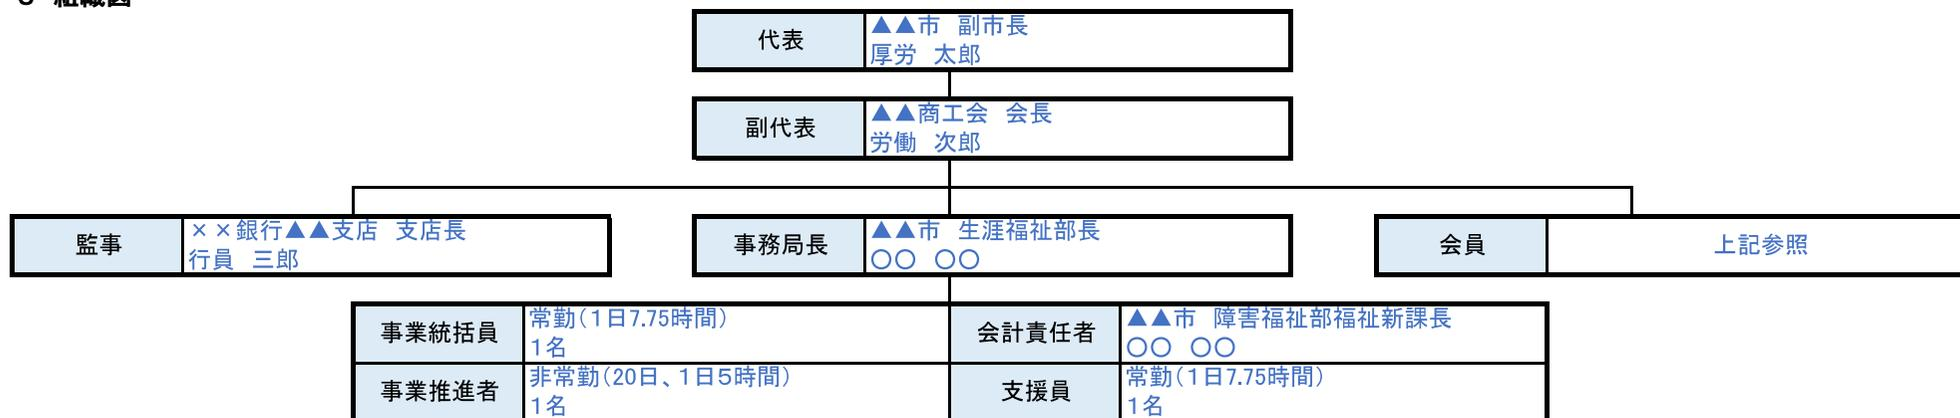 3 組織図
代表
▲▲市 副市長
厚労 太郎
副代表
▲▲商工会 会長
労働 次郎
監事
××銀行▲▲支店 支店長
行員 三郎
事務局長
▲▲市 生涯福祉部長
○○ ○○
会員
上記参照
事業統括員
常勤（１日7.75時間）
１名
会計責任者
▲▲市 障害福祉部福祉新課長
○○ ○○
事業推進者
非常勤（20日、１日５時間）
１名
支援員
常勤（１日7.75時間）
１名